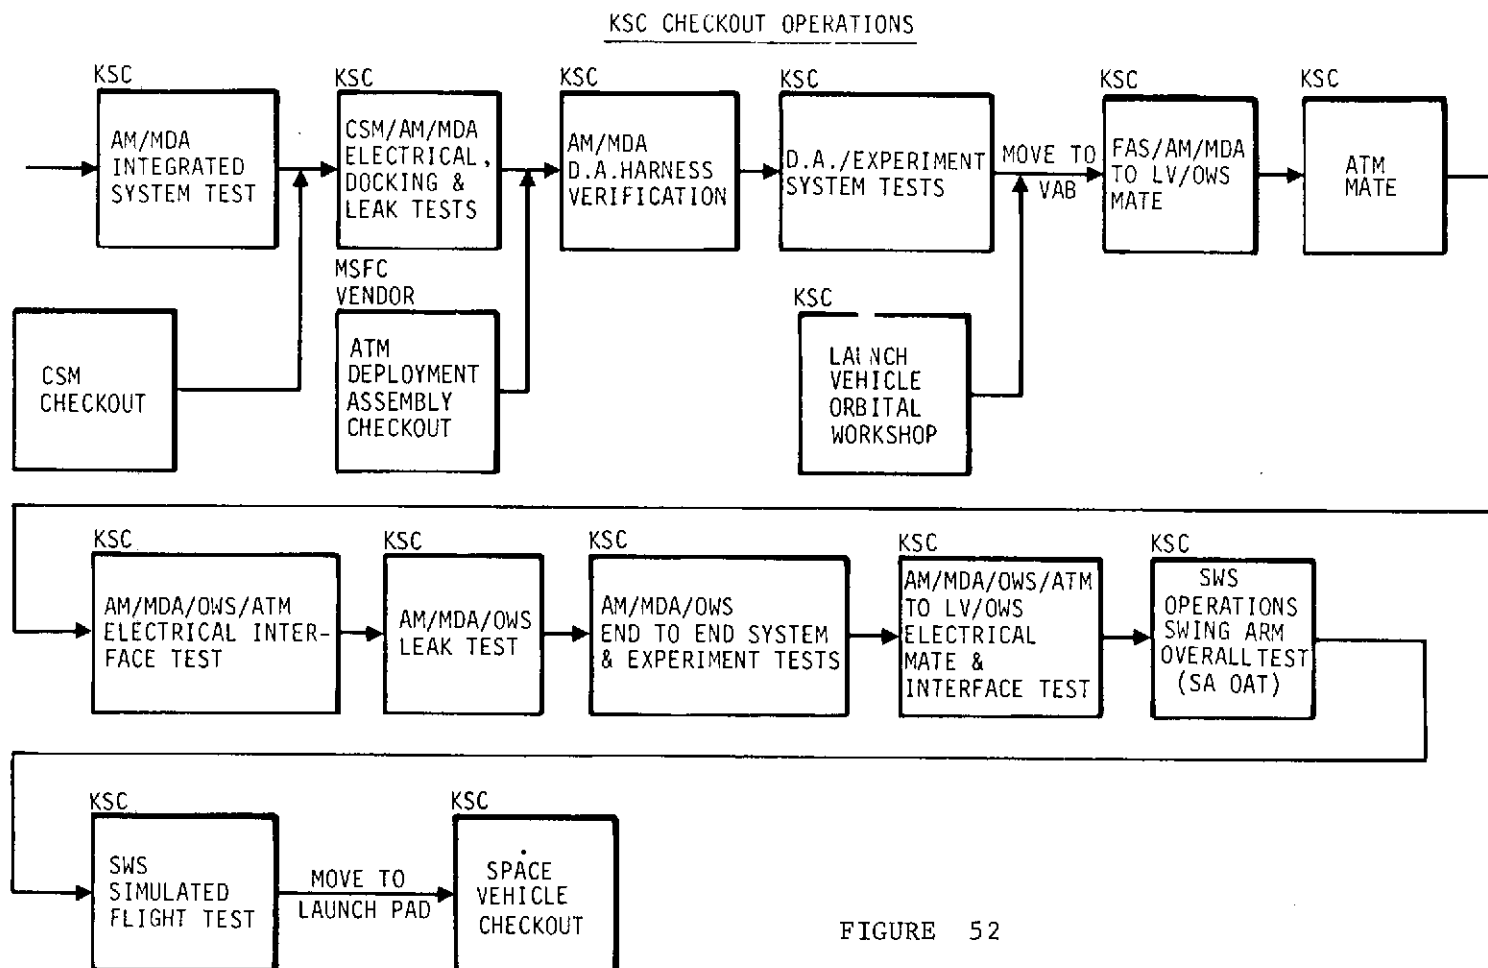 KSC CHECKOUT OPERATIONS
KSC
AM/MDA
INTEGRATED
SYSTEM TEST
KSC
CSM/AM/MDA
ELECTRICAL,
DOCKING &
LEAK TESTS
KSC
AM/MDA
D.A.HARNESS
VERIFICATION
KSC
D.A./EXPERIMENT
SYSTEM TESTS
MOVE TO
VAB
KSC
FAS/AM/MDA
TO LV/OWS
MATE
KSC
ATM
MATE
CSM
CHECKOUT
MSFC
VENDOR
ATM
DEPLOYMENT
ASSEMBLY
CHECKOUT
KSC
LAUNCH
VEHICLE
ORBITAL
WORKSHOP
KSC
AM/MDA/OWS/ATM
ELECTRICAL INTER-
FACE TEST
KSC
AM/MDA/OWS
LEAK TEST
KSC
AM/MDA/OWS
END TO END SYSTEM
& EXPERIMENT TESTS
KSC
AM/MDA/OWS/ATM
TO LV/OWS
ELECTRICAL
MATE &
INTERFACE TEST
KSC
SWS
OPERATIONS
SWING ARM
OVERALL TEST
(SA OAT)
KSC
SWS
SIMULATED
FLIGHT TEST
MOVE TO
LAUNCH PAD
KSC
SPACE
VEHICLE
CHECKOUT
FIGURE 52